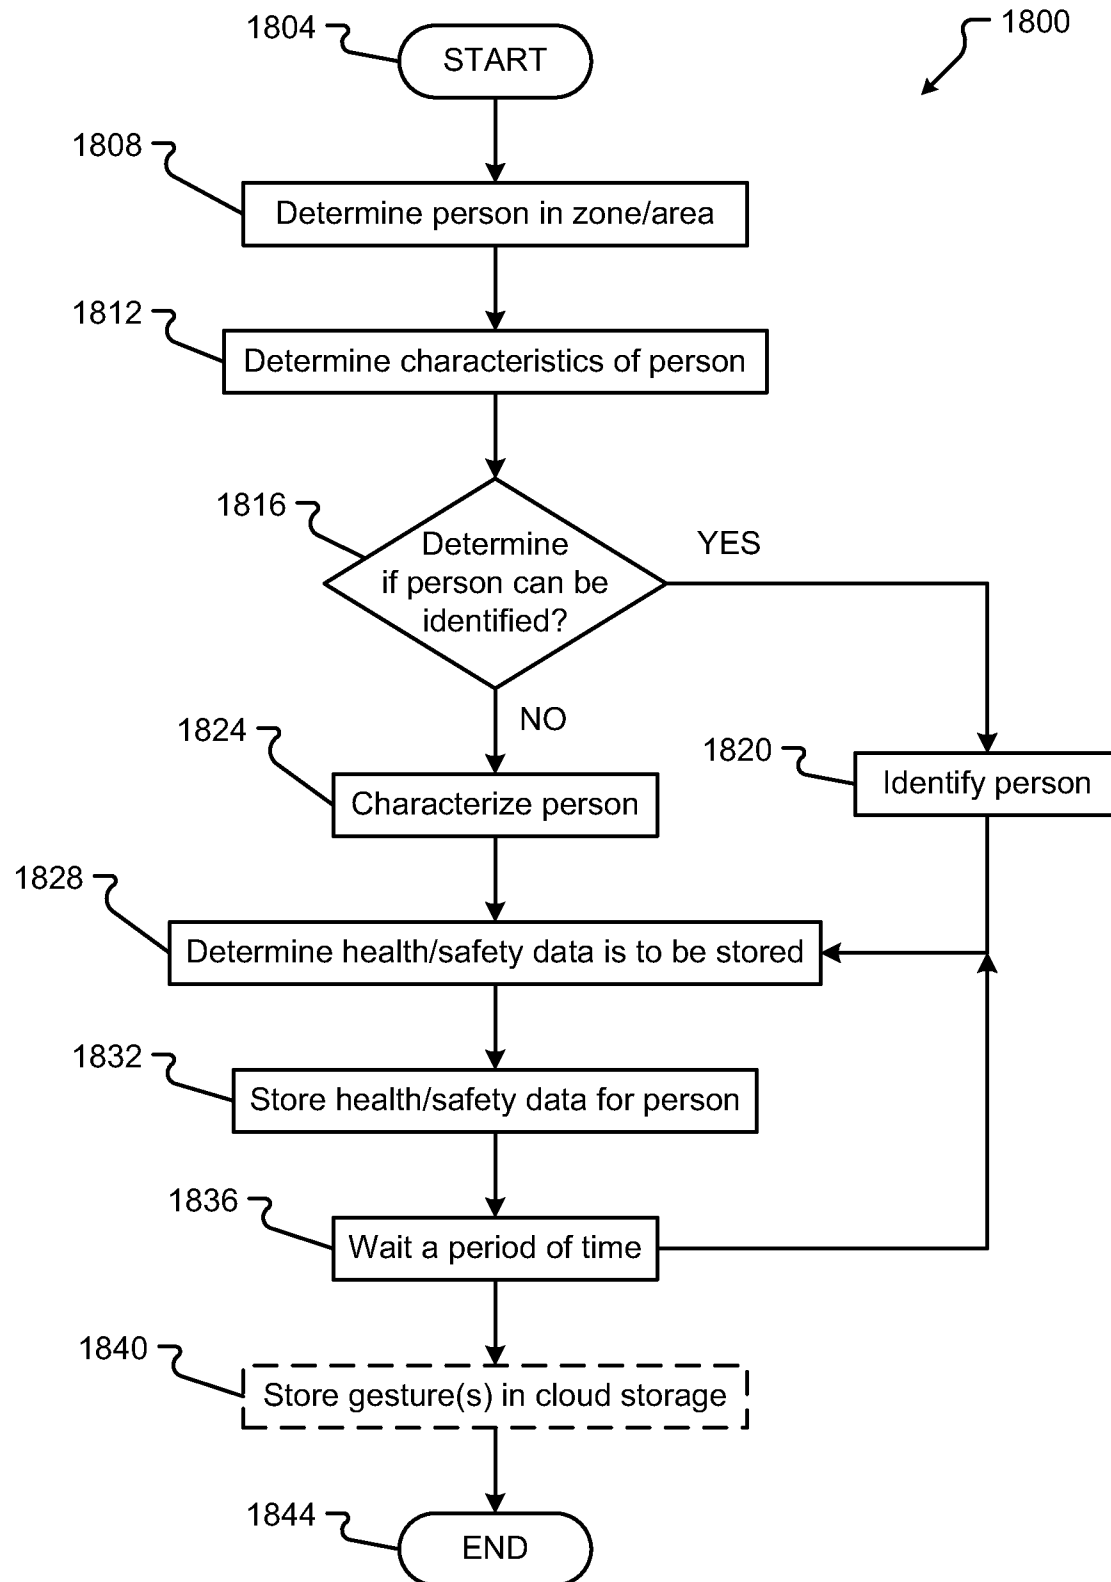 1804
START
1800
1808
Determine person in zone/area
1812
Determine characteristics of person
1816
Determine
if person can be
identified?
YES
NO
1824
Characterize person
1820
Identify person
1828
Determine health/safety data is to be stored
1832
Store health/safety data for person
1836
Wait a period of time
1840
Store gesture(s) in cloud storage
1844
END